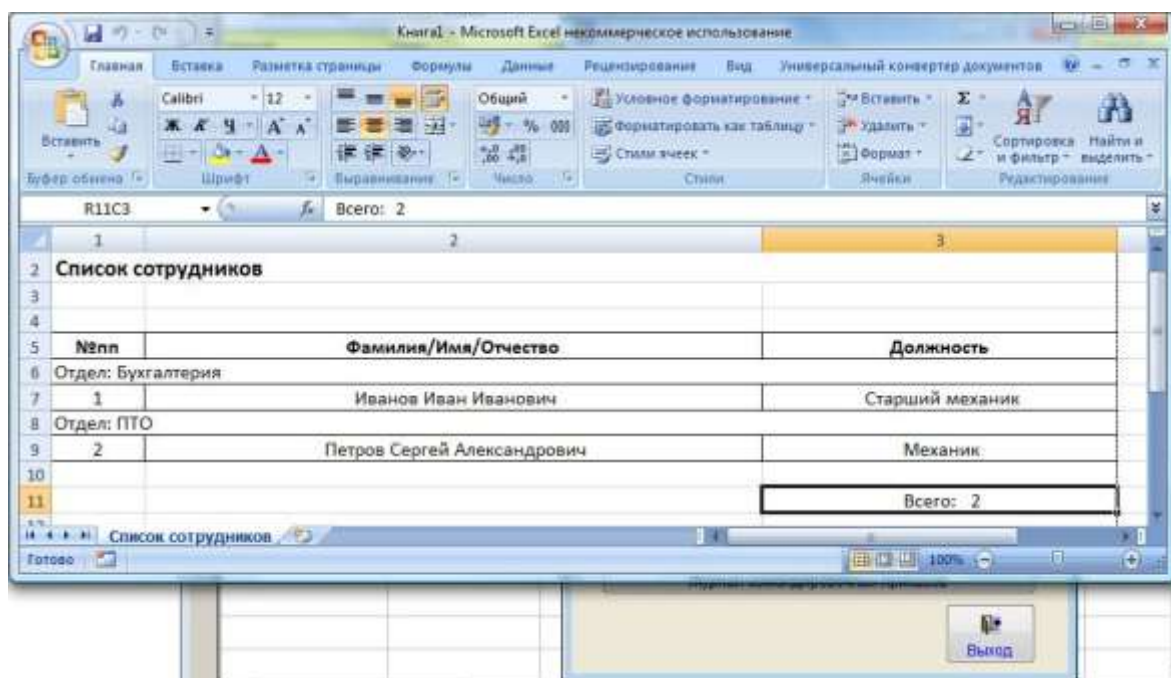 Книга1 - Microsoft Excel некоммерческое использование
Главная Вставка Разметка страницы Формулы Данные Рецензирование Вид Универсальный конвертер документов
Вставить
Calibri 12
Ж К Ч А А
Общий
% 000
Условное форматирование
Форматировать как таблицу
Стили ячеек
Вставить
Удалить
Формат
Σ
Сортировка и фильтр
Найти и выделить
Буфер обмена Шрифт Выравнивание Число Стили Ячейки Редактирование
R11C3 fx Всего: 2
1 2 3
2 Список сотрудников
3
4
5 №пп Фамилия/Имя/Отчество Должность
6 Отдел: Бухгалтерия
7 1 Иванов Иван Иванович Старший механик
8 Отдел: ПТО
9 2 Петров Сергей Александрович Механик
10
11 Всего: 2
Список сотрудников
Готово 100%
Выход